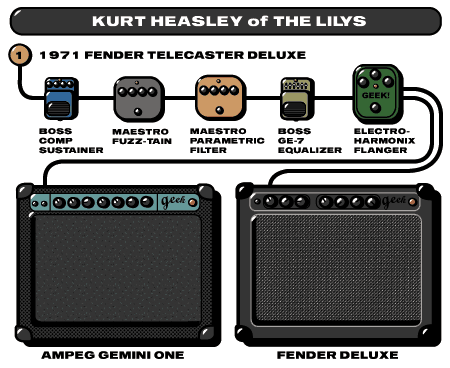 KURT HEASLEY of THE LILYS
1 1971 FENDER TELECASTER DELUXE
GEEK!
BOSS
COMP
SUSTAINER
MAESTRO
FUZZ-TAIN
MAESTRO
PARAMETRIC
FILTER
BOSS
GE-7
EQUALIZER
ELECTRO-
HARMONIX
FLANGER
geek
geek
AMPEG GEMINI ONE
FENDER DELUXE